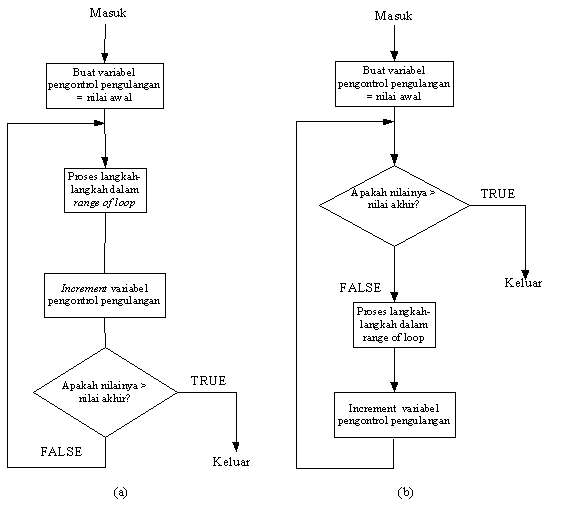 Masuk
Buat variabel
pengontrol pengulangan
= nilai awal
Proses langkah-
langkah dalam
range of loop
Increment variabel
pengontrol pengulangan
Apakah nilainya >
nilai akhir?
TRUE
FALSE
Keluar
(a)
Masuk
Buat variabel
pengontrol pengulangan
= nilai awal
Apakah nilainya >
nilai akhir?
TRUE
Keluar
FALSE
Proses langkah-
langkah dalam
range of loop
Increment variabel
pengontrol pengulangan
(b)